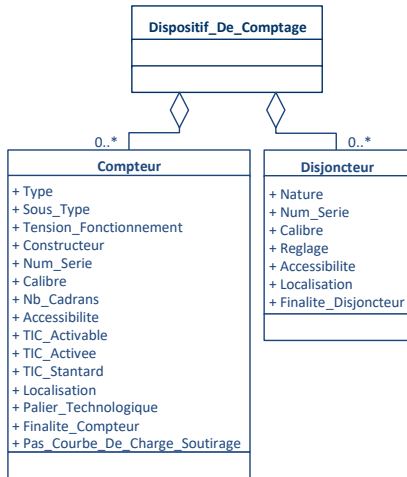 Dispositif_De_Comptage
0..*
0..*
Compteur
+ Type
+ Sous_Type
+ Tension_Fonctionnement
+ Constructeur
+ Num_Serie
+ Calibre
+ Nb_Cadrans
+ Accessibilite
+ TIC_Activable
+ TIC_Activee
+ TIC_Stantard
+ Localisation
+ Palier_Technologique
+ Finalite_Compteur
+ Pas_Courbe_De_Charge_Soutirage
Disjoncteur
+ Nature
+ Num_Serie
+ Calibre
+ Reglage
+ Accessibilite
+ Localisation
+ Finalite_Disjoncteur